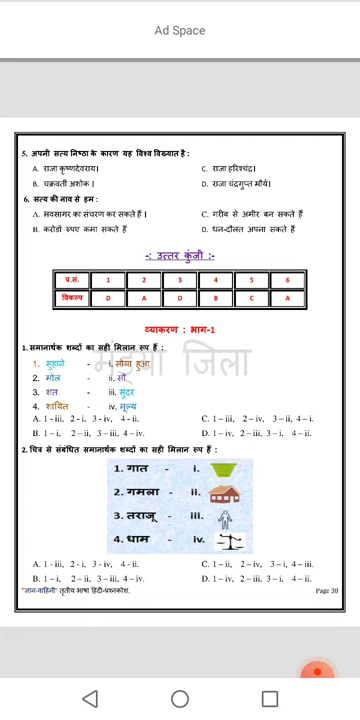 Ad Space
5. अपनी सत्य निष्ठा के कारण यह विश्व विख्यात है :
A. राजा कृष्णदेवराय। C. राजा हरिश्चंद्र।
B. चक्रवर्ती अशोक । D. राजा चंद्रगुप्त मौर्य।
6. सत्य की नाव से हम :
A. भवसागर का संचरण कर सकते हैं । C. गरीब से अमीर बन सकते हैं
B. करोडों रुपए कमा सकते हैं D. धन-दौलत अपना सकते हैं
-: उत्तर कुंजी :-
प्र.सं. 1 2 3 4 5 6
विकल्प D A D B C A
व्याकरण : भाग-1
1. समानार्थक शब्दों का सही मिलान रूप हैं :
मंड्या जिला
1. सुहाने - i. सोया हुआ
2. मोल - ii. सौ
3. शत - iii. सुंदर
4. शायित - iv. मूल्य
A. 1 - iii, 2 - i, 3 - iv, 4 - ii. C. 1 – iii, 2 – iv, 3 – ii, 4 – i.
B. 1 – i, 2 – ii, 3 – iii, 4 – iv. D. 1 – iv, 2 – iii, 3 – i, 4 – ii.
2. चित्र से संबंधित समानार्थक शब्दों का सही मिलान रूप हैं :
1. गात - i.
2. गमला - ii.
3. तराजू - iii.
4. धाम - iv.
A. 1 - iii, 2 - i, 3 - iv, 4 - ii. C. 1 – ii, 2 – iv, 3 – i, 4 – iii.
B. 1 – i, 2 – ii, 3 – iii, 4 – iv. D. 1 – iv, 2 – iii, 3 – i, 4 – ii.
"ज्ञान-वाहिनी" तृतीय भाषा हिंदी-प्रश्नकोश. Page 38